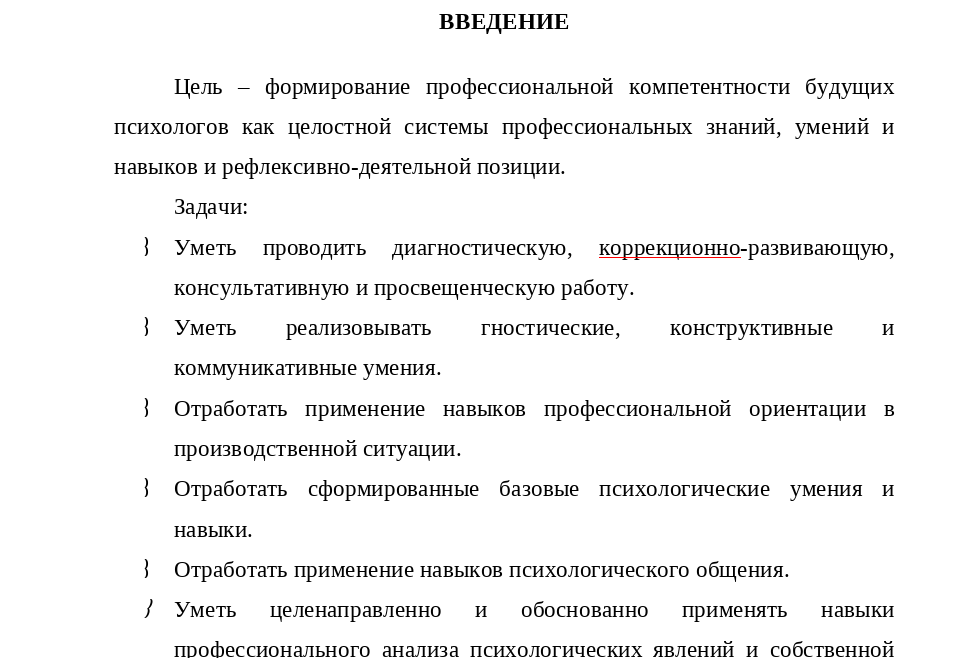 ВВЕДЕНИЕ
Цель – формирование профессиональной компетентности будущих
психологов как целостной системы профессиональных знаний, умений и
навыков и рефлексивно-деятельной позиции.
Задачи:
Уметь проводить диагностическую, коррекционно-развивающую,
консультативную и просвещенческую работу.
Уметь реализовывать гностические, конструктивные и
коммуникативные умения.
Отработать применение навыков профессиональной ориентации в
производственной ситуации.
Отработать сформированные базовые психологические умения и
навыки.
Отработать применение навыков психологического общения.
Уметь целенаправленно и обоснованно применять навыки
профессионального анализа психологических явлений и собственной